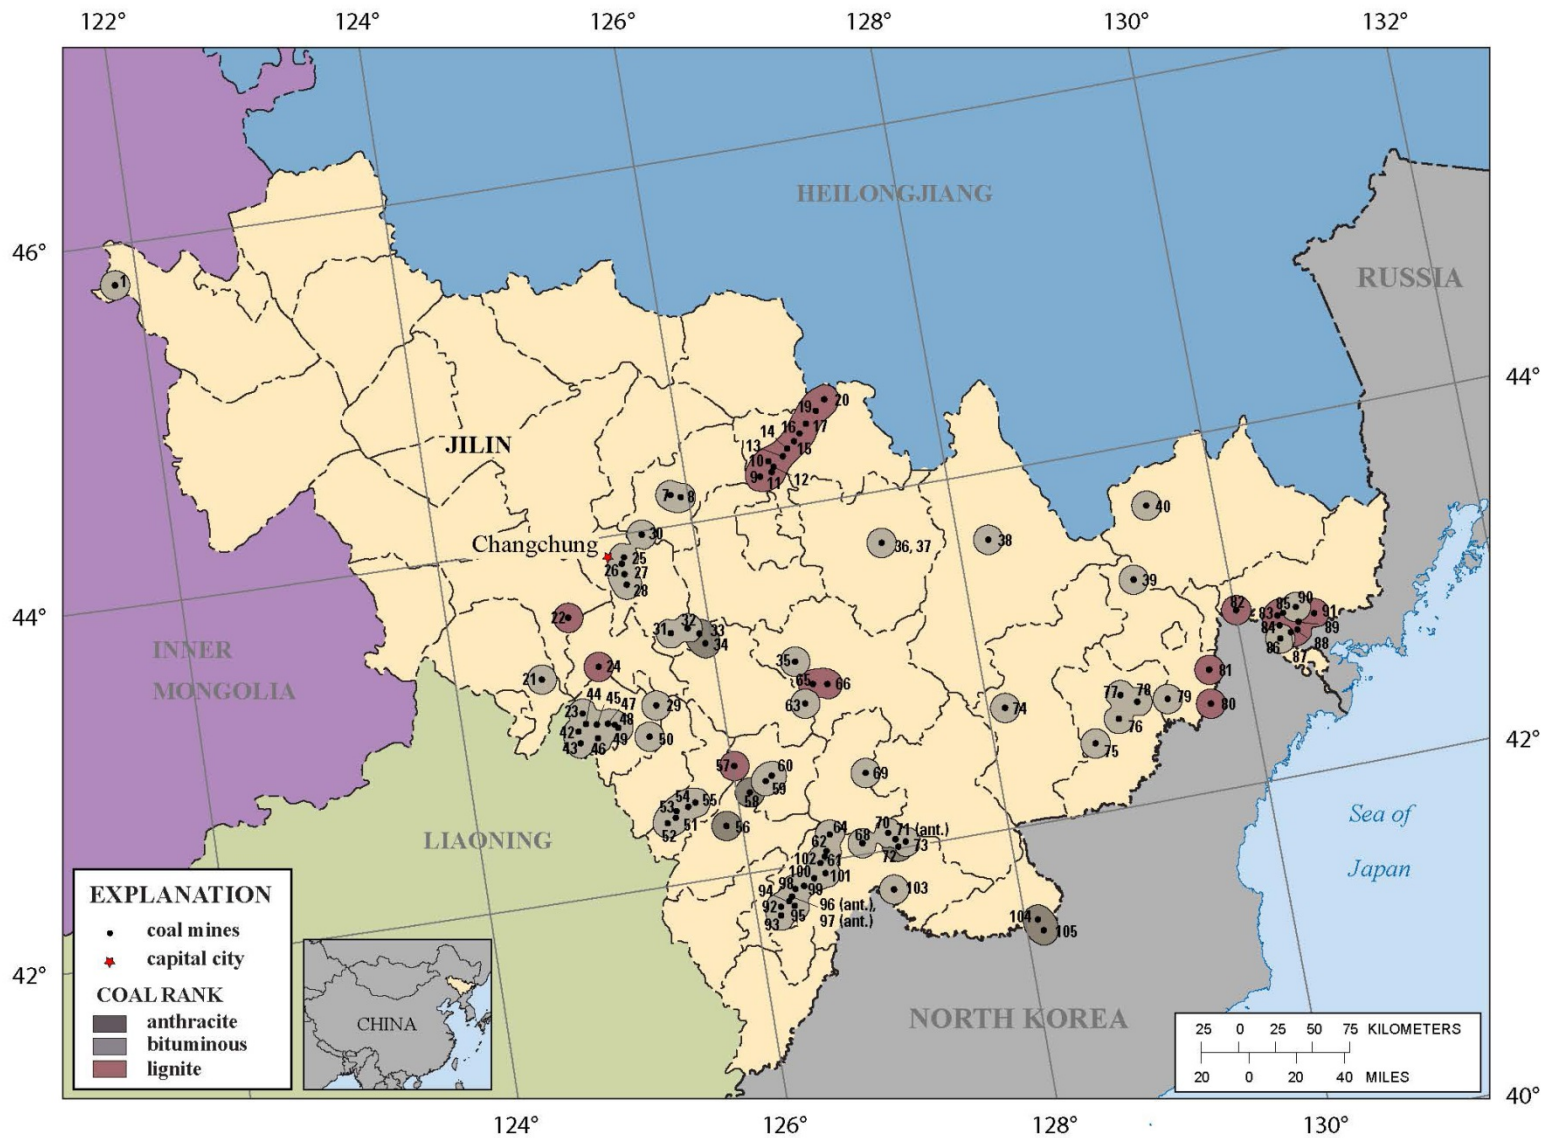 122° 124° 126° 128° 130° 132°
HEILONGJIANG
46°
RUSSIA
1
44°
19 20
14 16 17
JILIN
13 15
10
9 11 12
7 8
40
30
Changchung
25
36, 37
38
26 27
28
39
22
82 85 90
83 91
84 89
86 88
87
44°
31 32 33
34
INNER
MONGOLIA
35
24
65 66
81
21
63
77 78 79
80
44 45 47
29
74
23
48
76
42 49
50
43 46
75
42°
57
60
69
59
58
54 55
53
Sea of
51
56
52
LIAONING
64
70
71 (ant.)
62 68
73
72
102 61
Japan
100 101
98
99
103
94
96 (ant.),
92
95
97 (ant.)
93
104
105
EXPLANATION
coal mines
capital city
COAL RANK
anthracite
bituminous
lignite
CHINA
42°
NORTH KOREA
25 0 25 50 75 KILOMETERS
20 0 20 40 MILES
40°
124° 126° 128° 130°